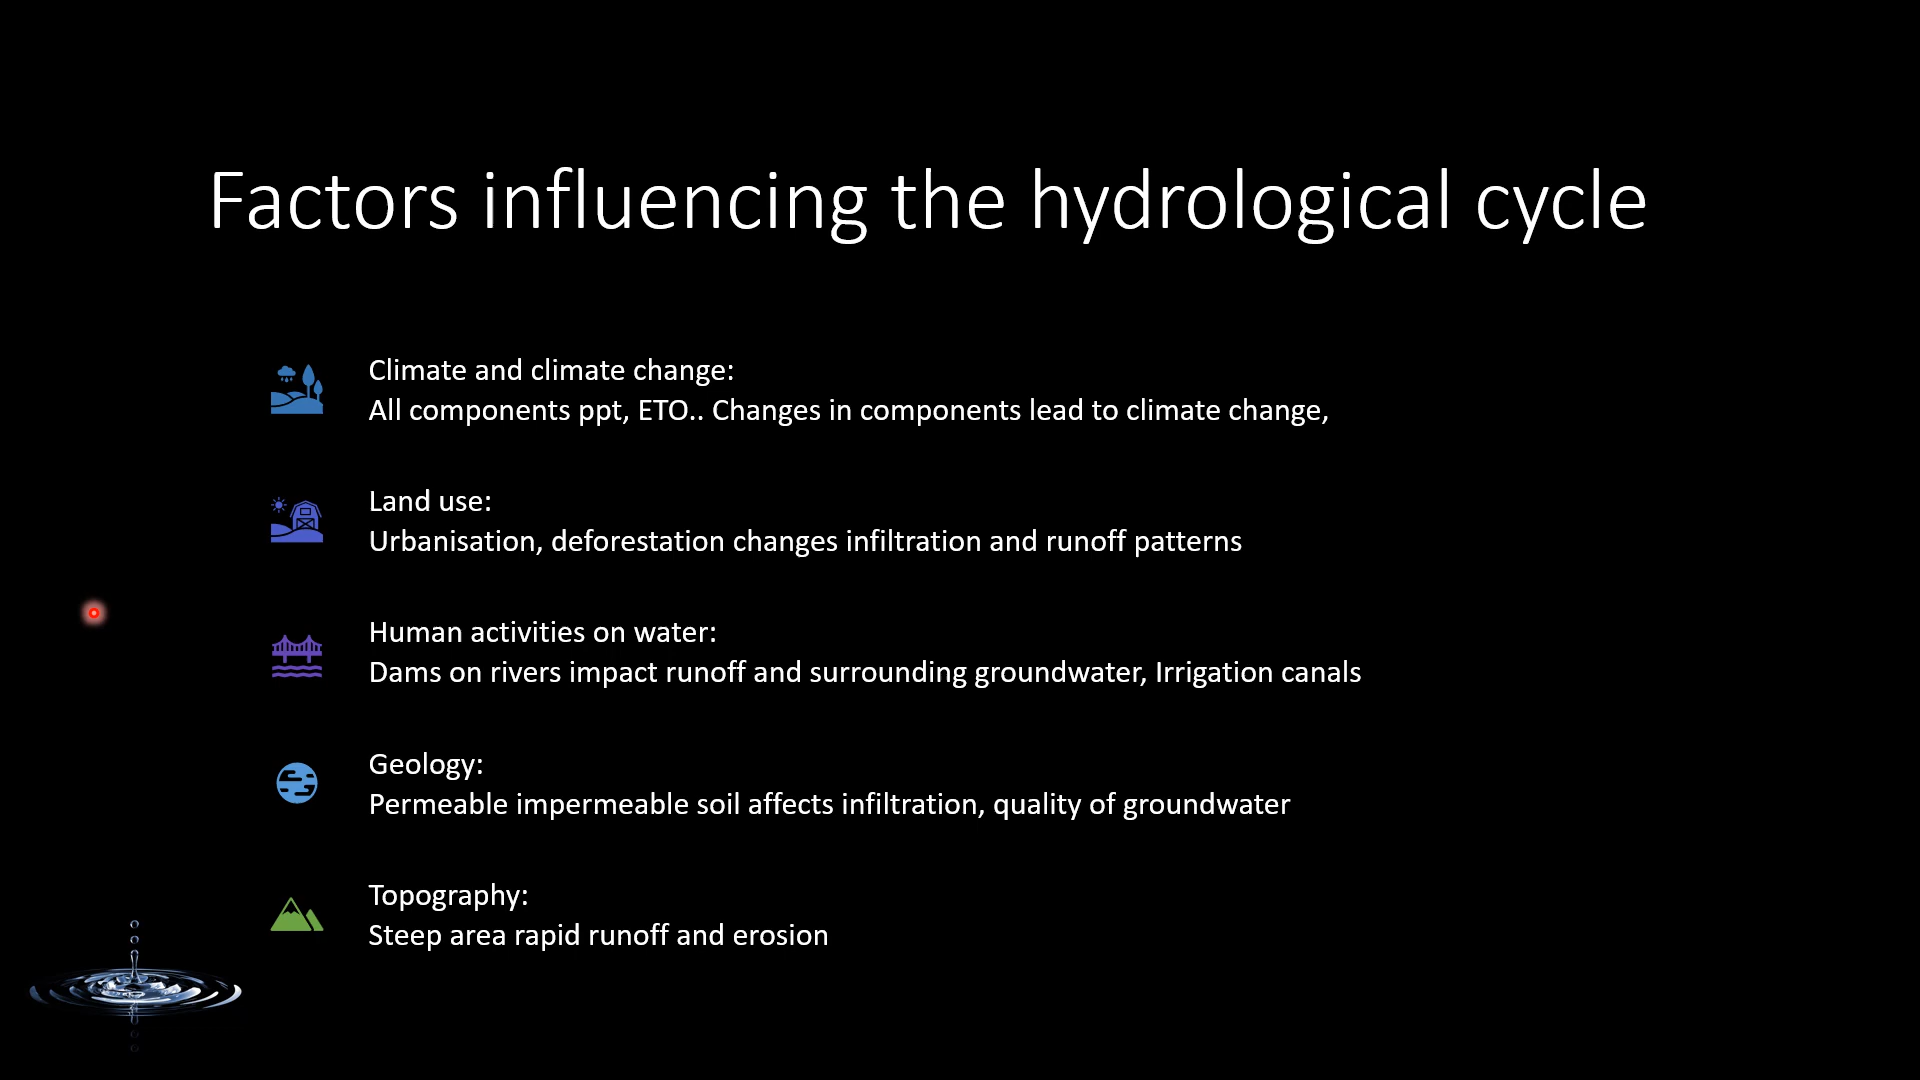 Factors influencing the hydrological cycle
Climate and climate change:
All components ppt, ETO.. Changes in components lead to climate change,
Land use:
Urbanisation, deforestation changes infiltration and runoff patterns
Human activities on water:
Dams on rivers impact runoff and surrounding groundwater, Irrigation canals
Geology:
Permeable impermeable soil affects infiltration, quality of groundwater
Topography:
Steep area rapid runoff and erosion